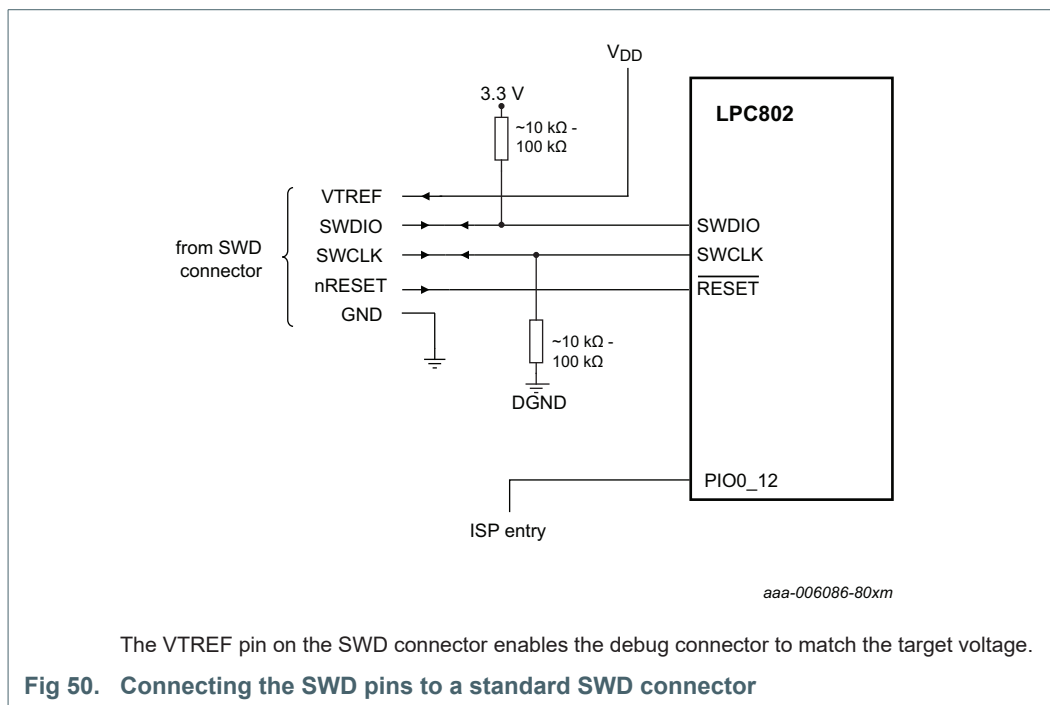 VDD
3.3 V
~10 kΩ -
100 kΩ
LPC802
VTREF
SWDIO
SWCLK
nRESET
GND
from SWD
connector
SWDIO
SWCLK
RESET
~10 kΩ -
100 kΩ
DGND
PIO0_12
ISP entry
aaa-006086-80xm
The VTREF pin on the SWD connector enables the debug connector to match the target voltage.
Fig 50. Connecting the SWD pins to a standard SWD connector